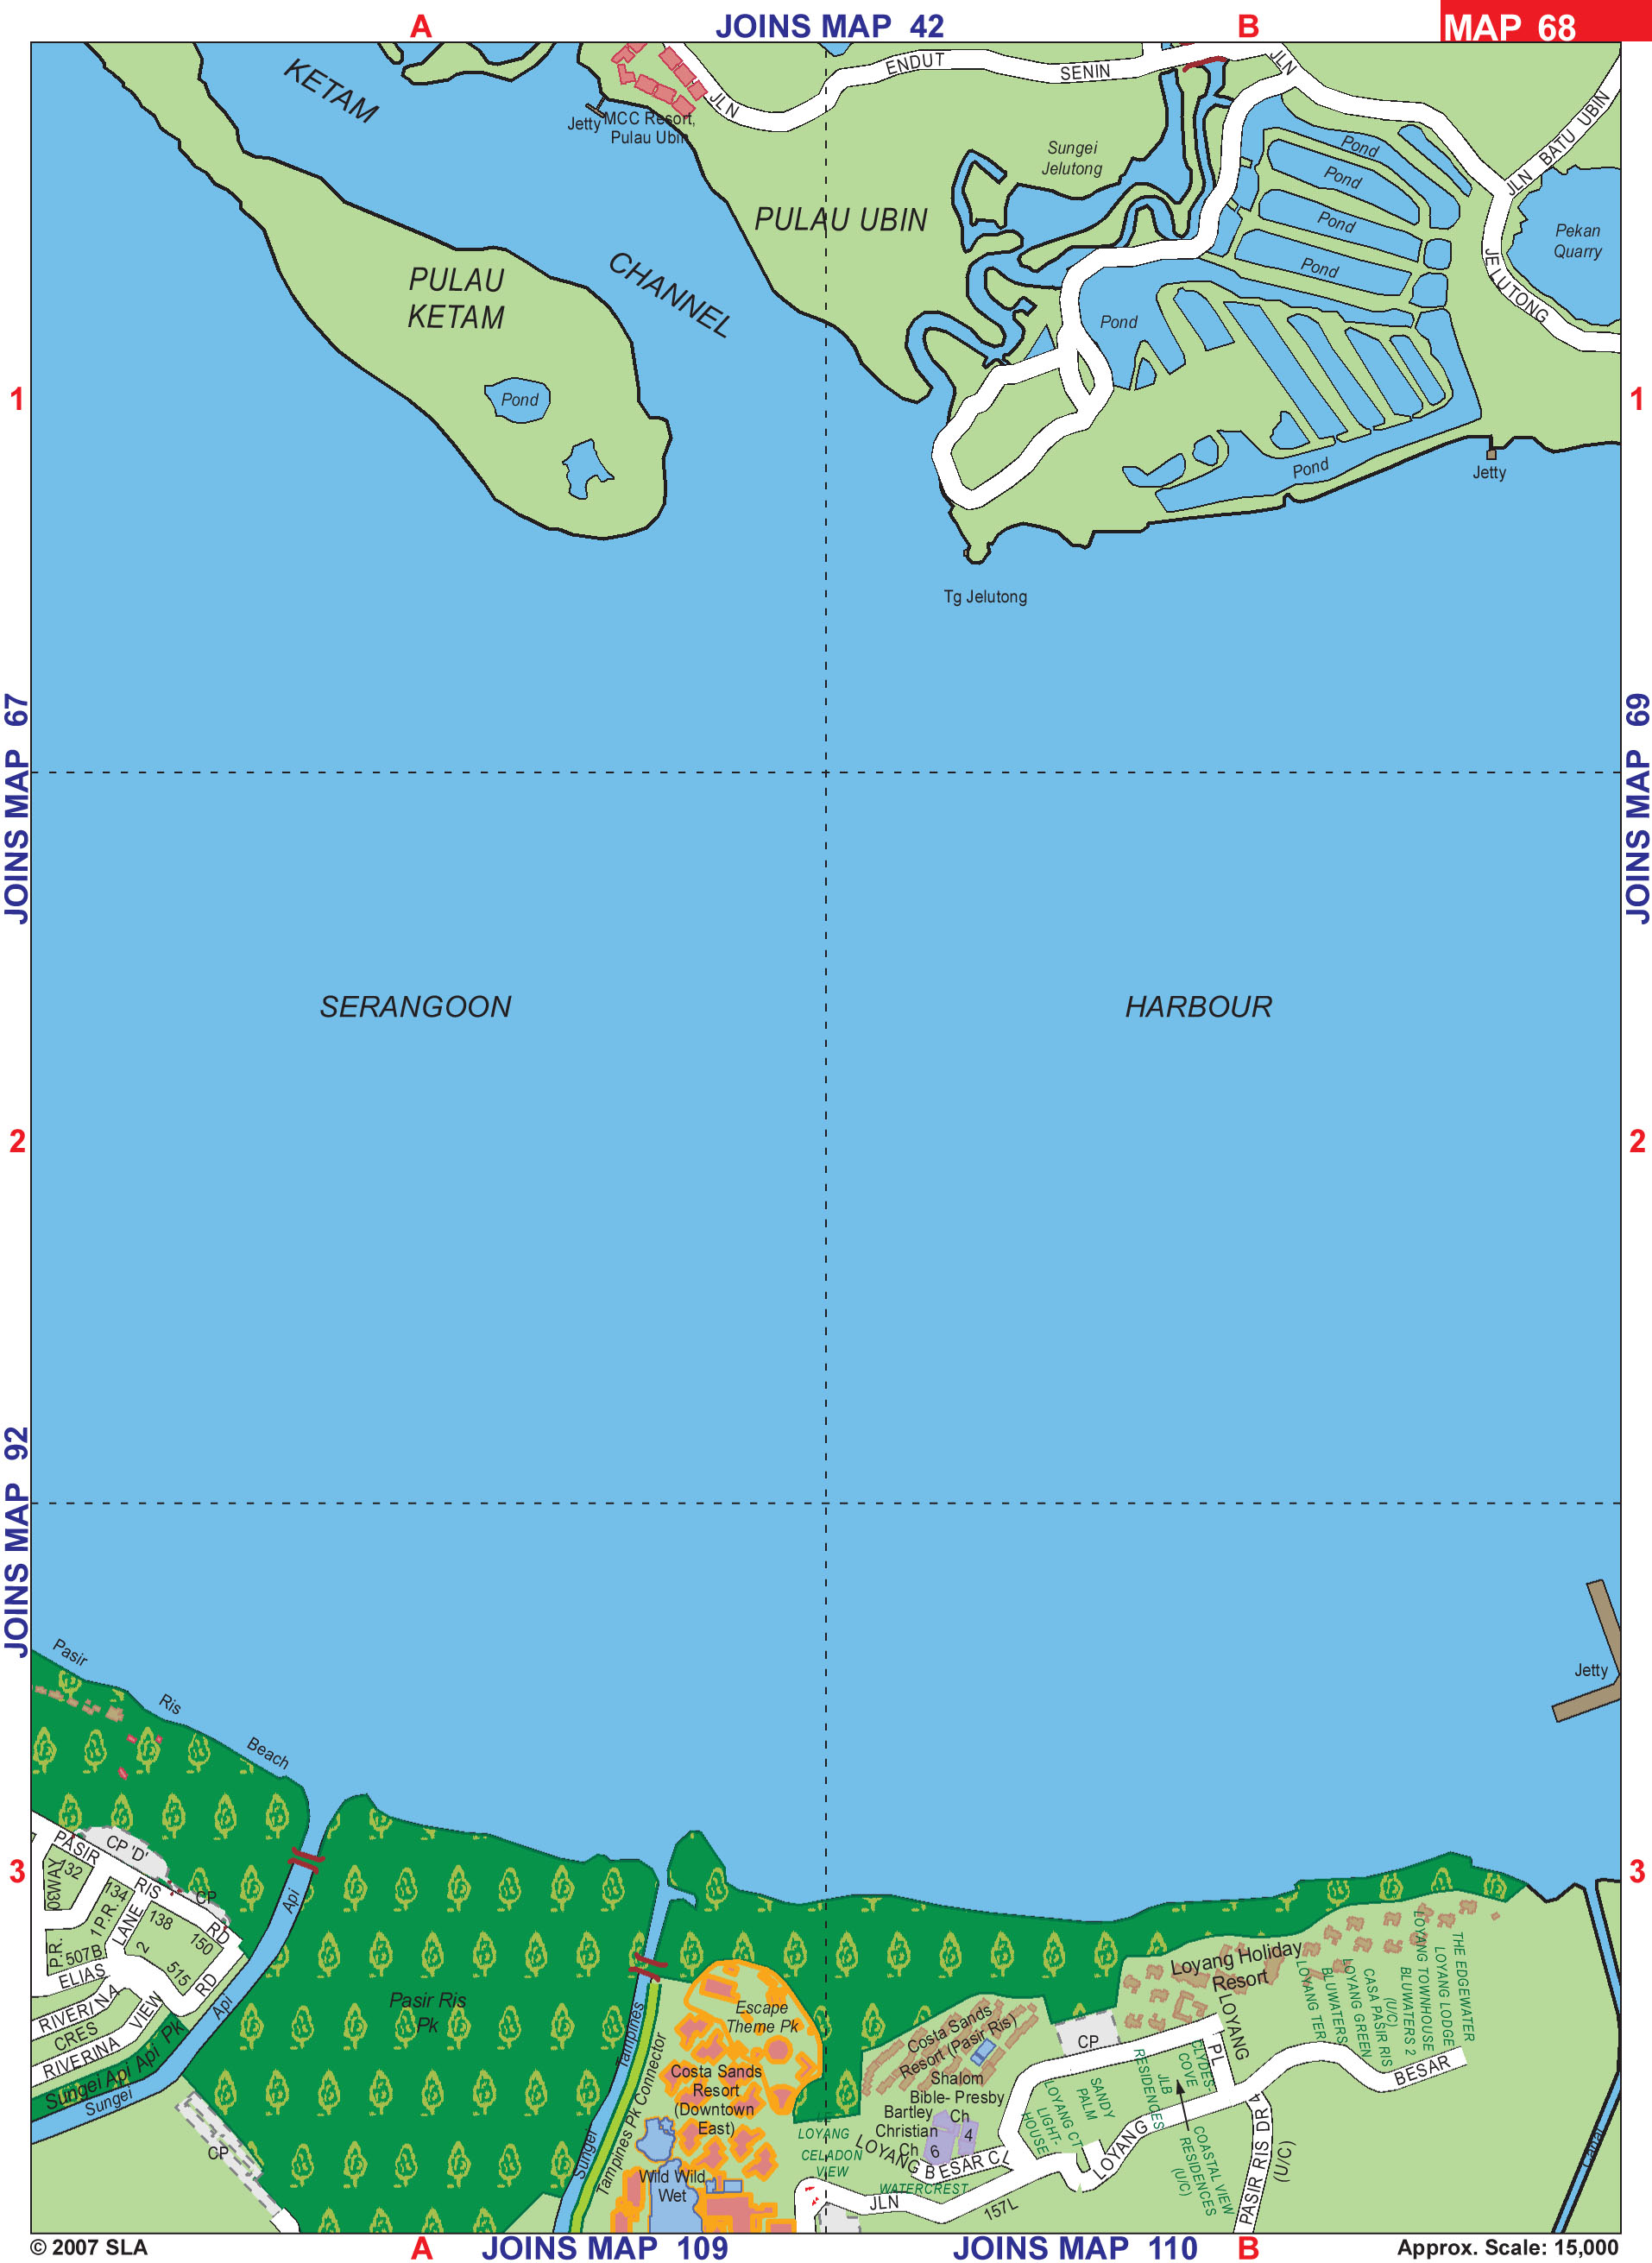 A
JOINS MAP 42
B
MAP 68
KETAM
Jetty
MCC Resort,
Pulau Ubin
JLN
ENDUT
SENIN
JLN
BATU UBIN
JLN
JELUTONG
Sungei
Jelutong
Pond
Pond
Pond
Pond
Pekan
Quarry
PULAU UBIN
PULAU
KETAM
CHANNEL
Pond
Pond
1
1
Pond
Jetty
Tg Jelutong
JOINS MAP 67
JOINS MAP 69
SERANGOON
HARBOUR
2
2
JOINS MAP 92
Jetty
Pasir
Ris
Beach
3
3
PASIR
RIS
RD
CP 'D'
CP
132
134
138
150
1
P.R.
LANE
2
515
507B
P.R.
WAY
ELIAS
RD
RIVERINA
CRES
RIVERINA
VIEW
Sungei Api Api Pk
Sungei
Api
Api
CP
Pasir Ris
Pk
Sungei
Tampines
Tampines Pk Connector
Escape
Theme Pk
Costa Sands
Resort
(Downtown
East)
Wild Wild
Wet
Costa Sands
Resort (Pasir Ris)
Shalom
Bible- Presby
Ch
Bartley
Christian
Ch
6
4
LOYANG
CELADON
VIEW
WATERCREST
LOYANG BESAR CL
JLN
157L
LOYANG
BESAR
CP
LOYANG CT
LIGHT-
HOUSE
SANDY
PALM
JLB
RESIDENCES
CLYDES-
COVE
COASTAL VIEW
RESIDENCES
(U/C)
LOYANG
PL
PASIR RIS DR 4
(U/C)
Loyang Holiday
Resort
LOYANG TER
BLUWATERS
LOYANG GREEN
CASA PASIR RIS
(U/C)
BLUWATERS 2
LOYANG TOWNHOUSE
LOYANG LODGE
THE EDGEWATER
Canal
© 2007 SLA
A
JOINS MAP 109
JOINS MAP 110
B
Approx. Scale: 15,000